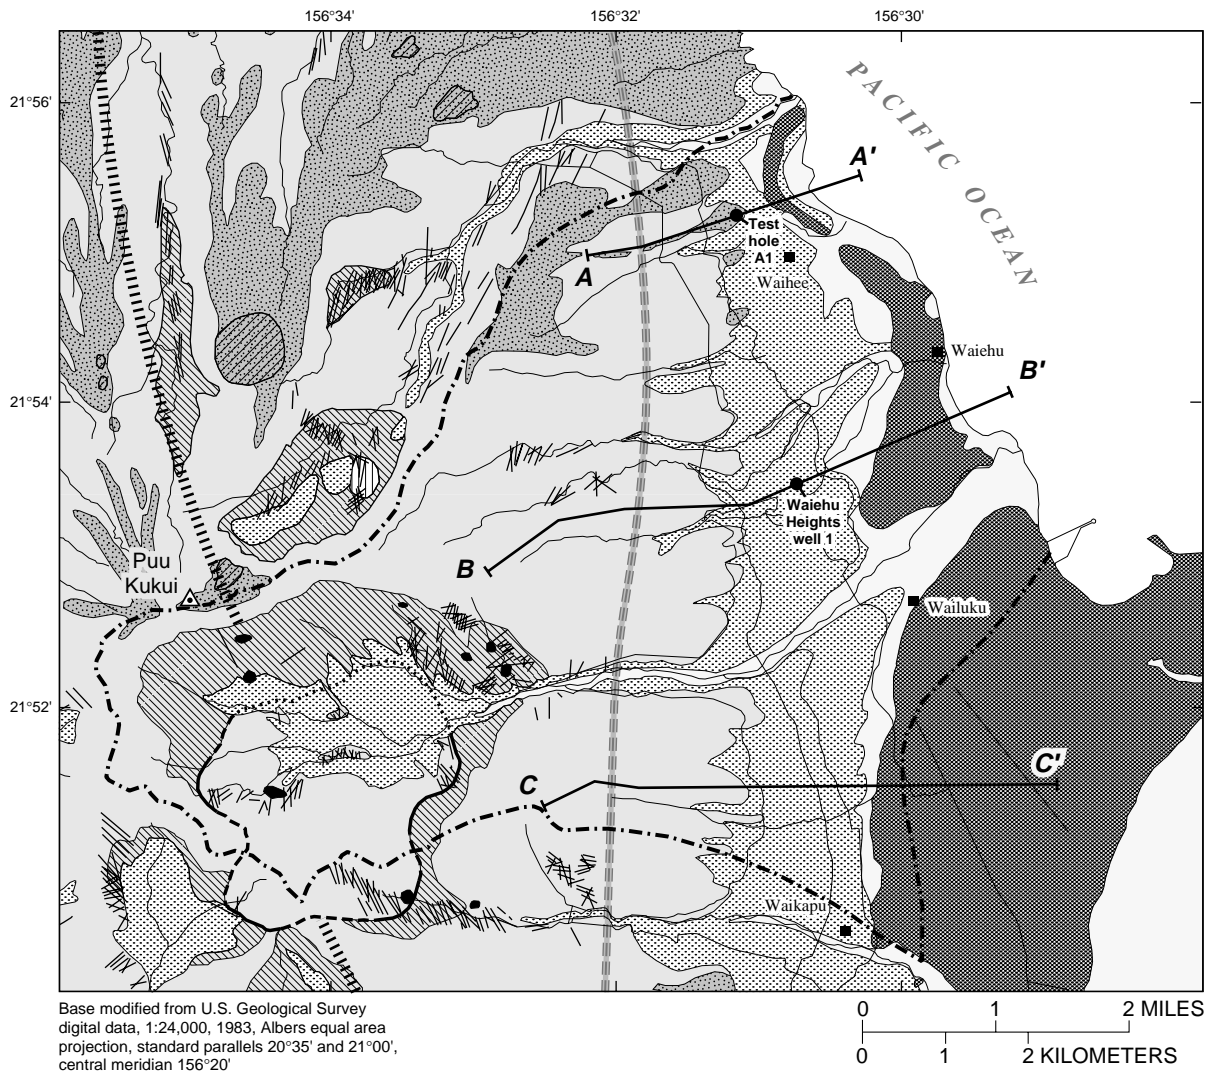 156°34'
156°32'
156°30'
21°56'
PACIFIC OCEAN
A'
Test
hole
A1
A
Waihee
Waiehu
B'
21°54'
Waiehu
Heights
well 1
Puu
Kukui
B
Wailuku
21°52'
C
C'
Waikapu
Base modified from U.S. Geological Survey
digital data, 1:24,000, 1983, Albers equal area
projection, standard parallels 20°35' and 21°00',
central meridian 156°20'
0 1 2 MILES
0 1 2 KILOMETERS